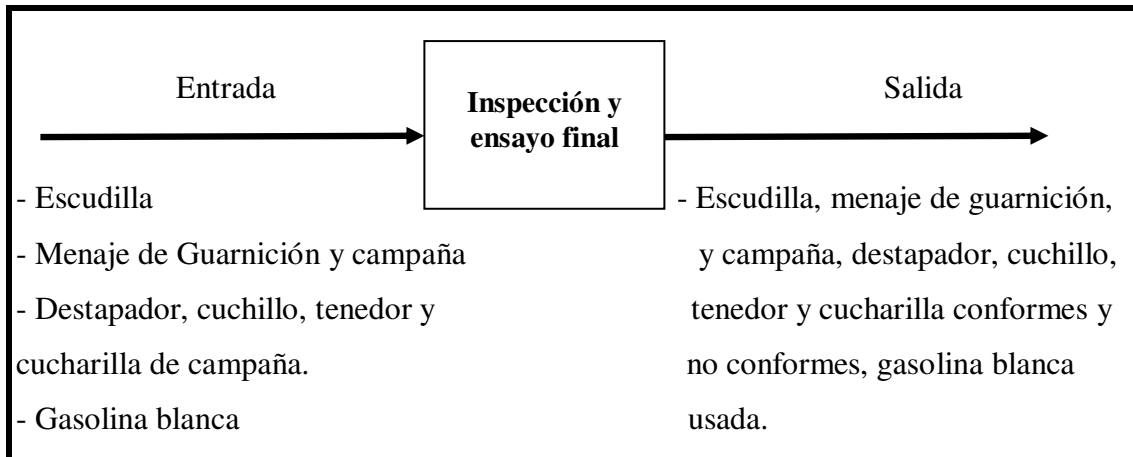 Entrada
Inspección y
ensayo final
Salida
- Escudilla
- Menaje de Guarnición y campaña
- Destapador, cuchillo, tenedor y
cucharilla de campaña.
- Gasolina blanca
- Escudilla, menaje de guarnición,
y campaña, destapador, cuchillo,
tenedor y cucharilla conformes y
no conformes, gasolina blanca
usada.